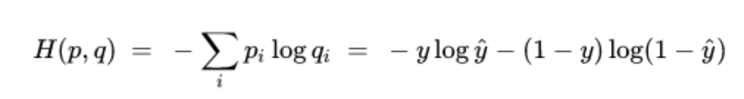 H(p, q) = − ∑_i p_i log q_i = − y log ŷ − (1 − y) log(1 − ŷ)